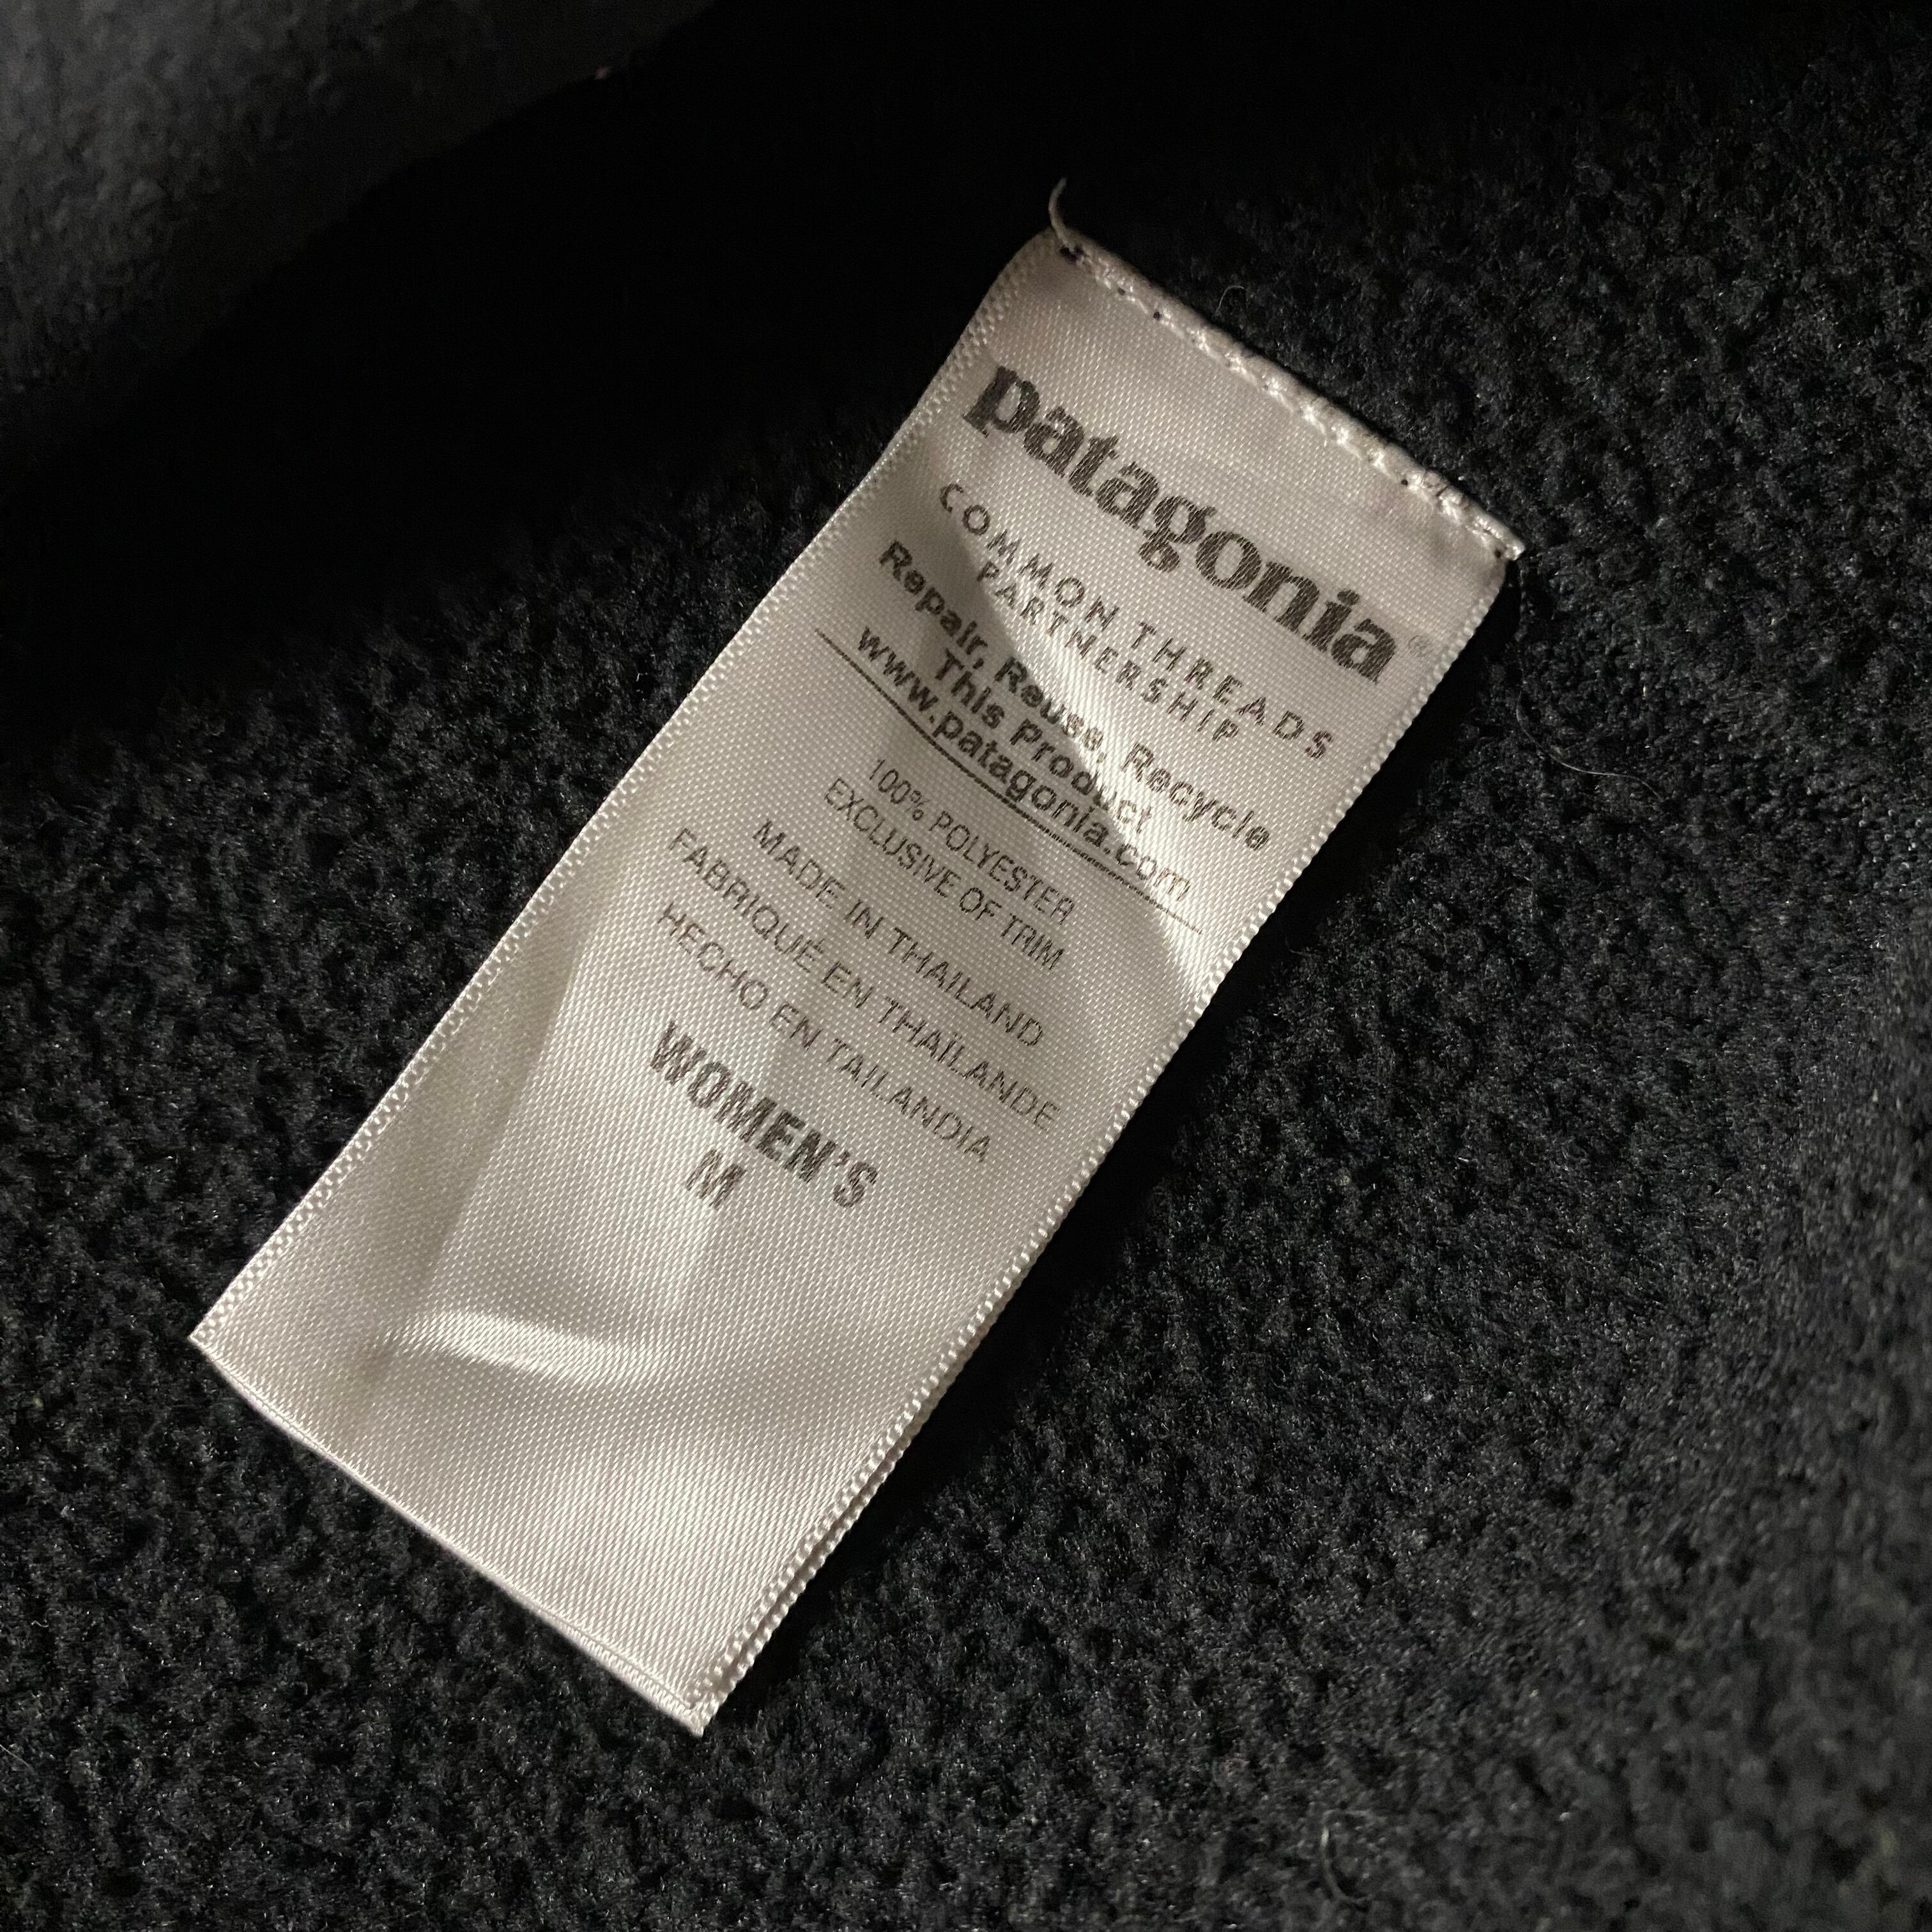 patagonia®
COMMON THREADS
PARTNERSHIP
Repair, Reuse, Recycle
This Product
www.patagonia.com
100% POLYESTER
EXCLUSIVE OF TRIM
MADE IN THAILAND
FABRIQUÉ EN THAÏLANDE
HECHO EN TAILANDIA
WOMEN'S
M